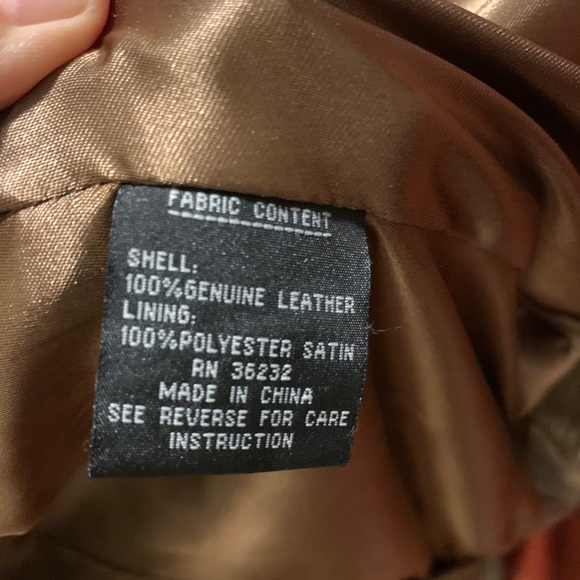 FABRIC CONTENT
SHELL:
100%GENUINE LEATHER
LINING:
100%POLYESTER SATIN
RN 36232
MADE IN CHINA
SEE REVERSE FOR CARE
INSTRUCTION